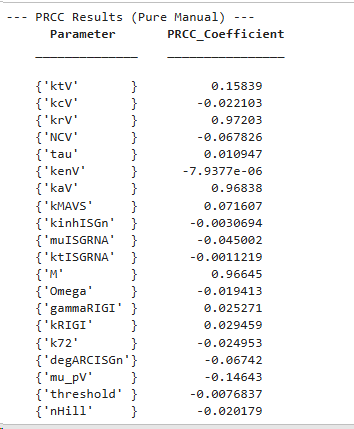 --- PRCC Results (Pure Manual) ---
Parameter PRCC_Coefficient
______________ ________________
{'ktV' } 0.15839
{'kcV' } -0.022103
{'krV' } 0.97203
{'NCV' } -0.067826
{'tau' } 0.010947
{'kenV' } -7.9377e-06
{'kaV' } 0.96838
{'kMAVS' } 0.071607
{'kinhISGn' } -0.0030694
{'muISGRNA' } -0.045002
{'ktISGRNA' } -0.0011219
{'M' } 0.96645
{'Omega' } -0.019413
{'gammaRIGI' } 0.025271
{'kRIGI' } 0.029459
{'k72' } -0.024953
{'degARCISGn'} -0.06742
{'mu_pV' } -0.14643
{'threshold' } -0.0076837
{'nHill' } -0.020179